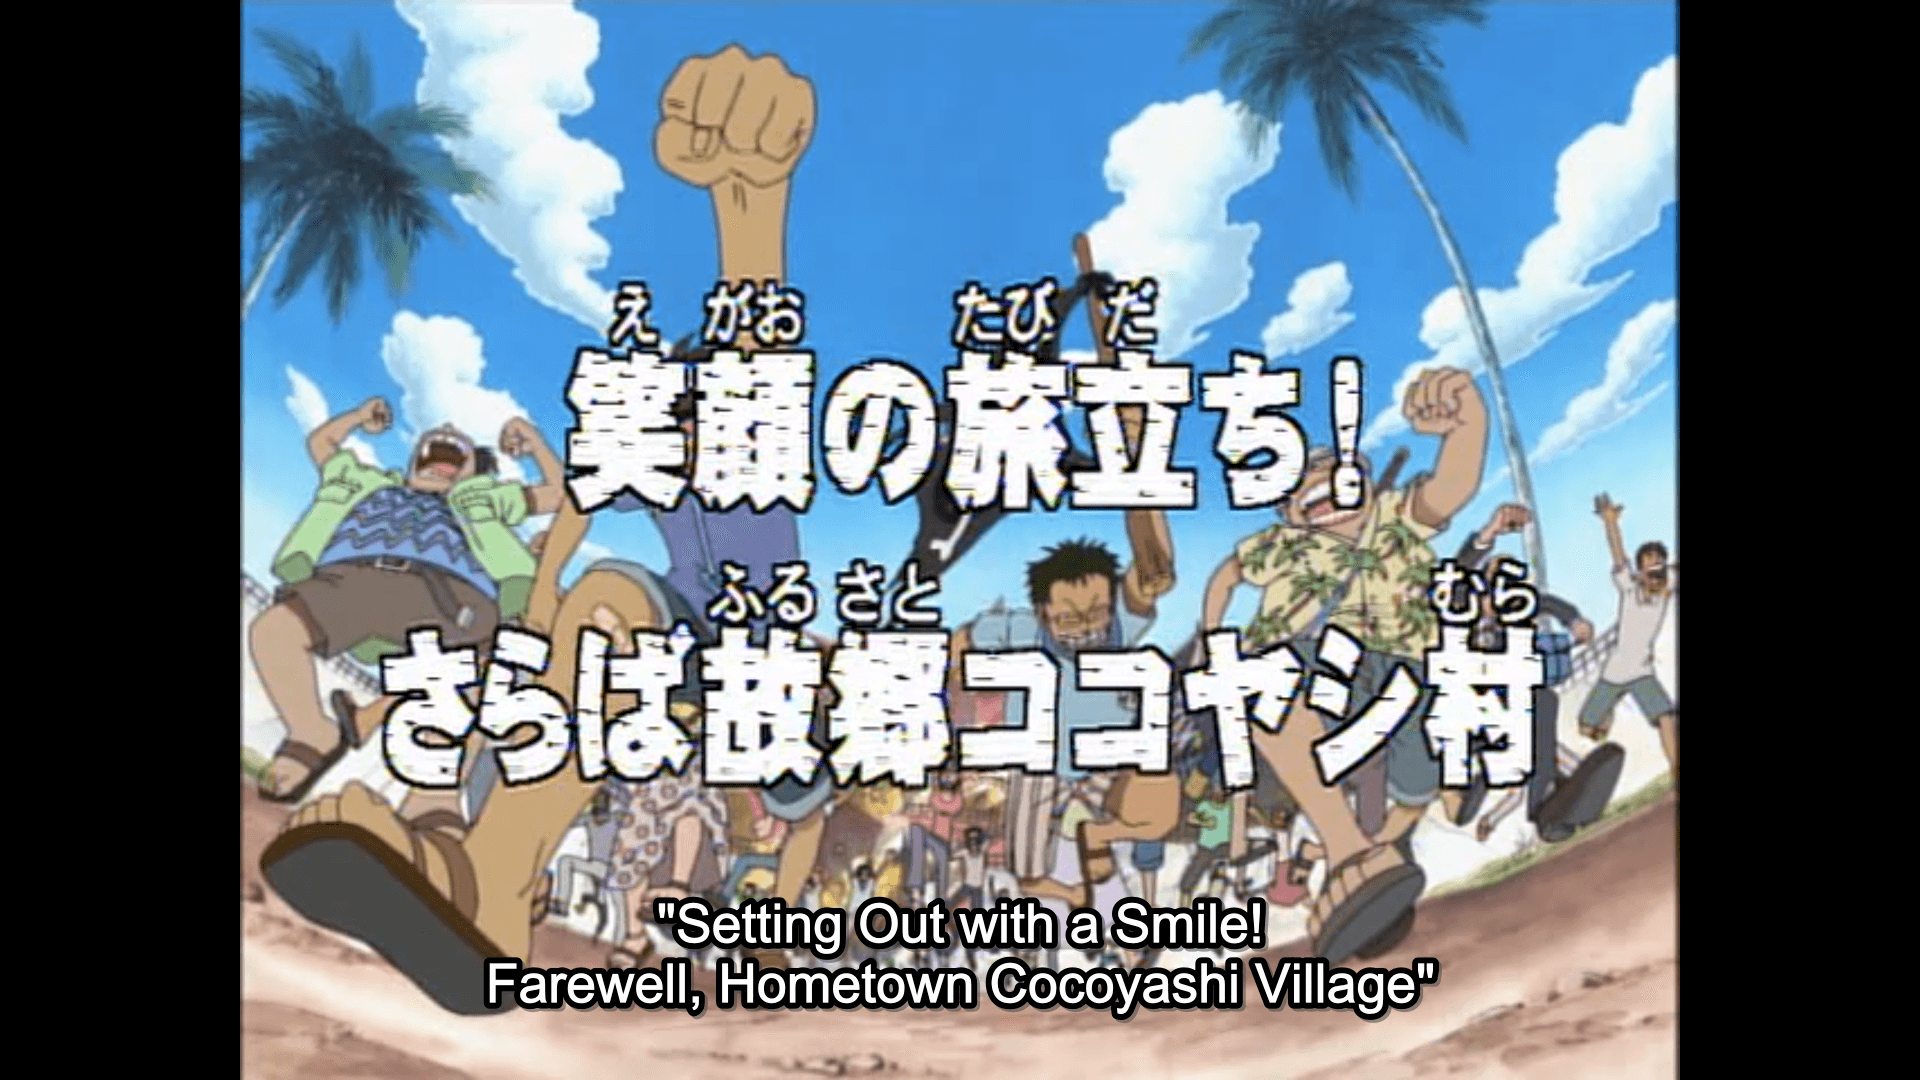 え がお たび だ
笑顔の旅立ち!
ふる さと むら
さらば故郷ココヤシ村
"Setting Out with a Smile!
Farewell, Hometown Cocoyashi Village"